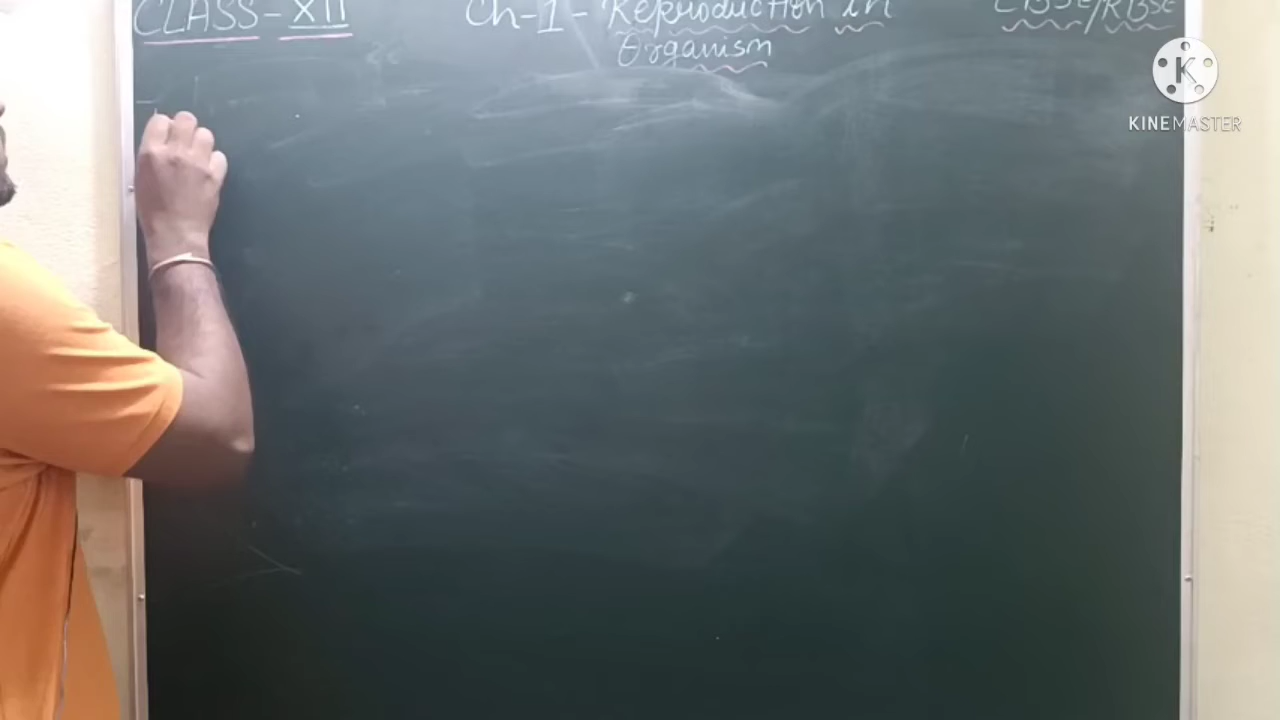 CLASS-XII
Ch-1- Reproduction in
Organism
CBSE/RBSE
K
KINEMASTER